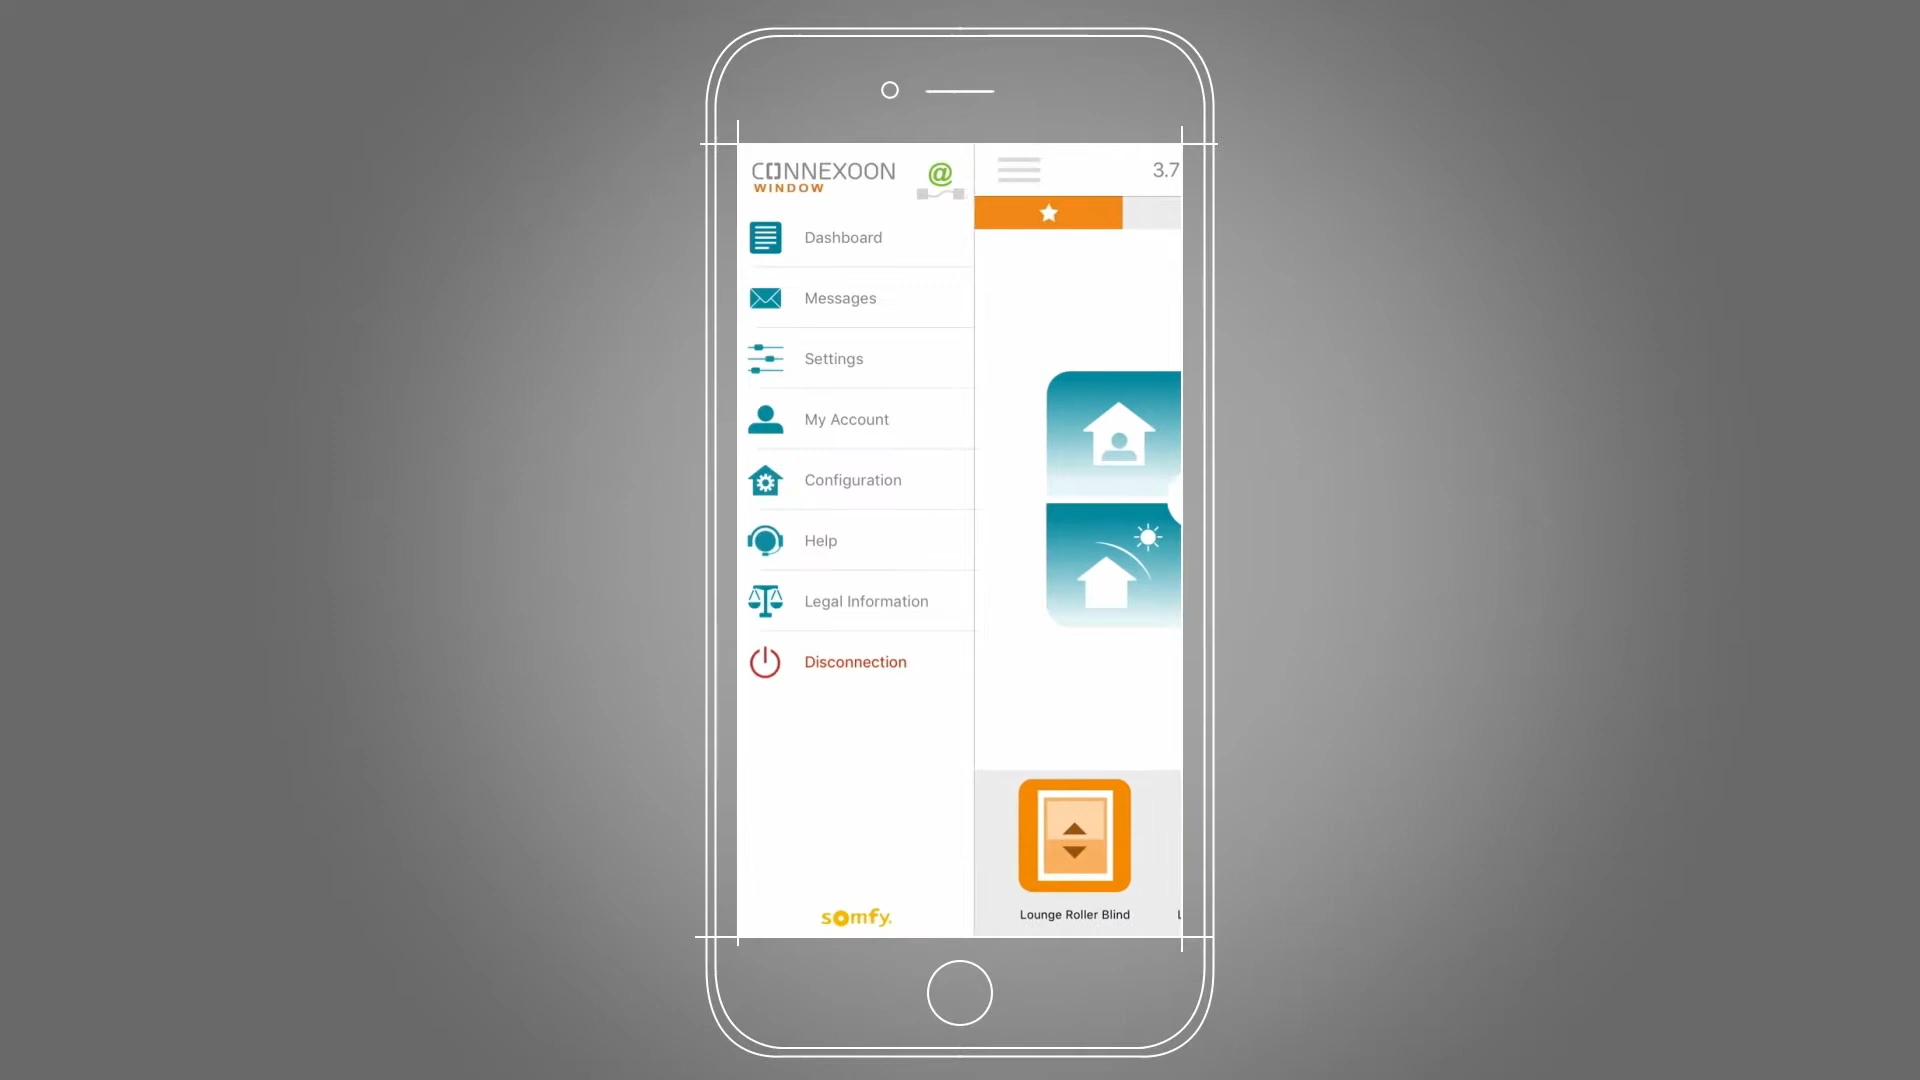 CONNEXOON
WINDOW
@
Dashboard
Messages
Settings
My Account
Configuration
Help
Legal Information
Disconnection
somfy.
3.7
Lounge Roller Blind